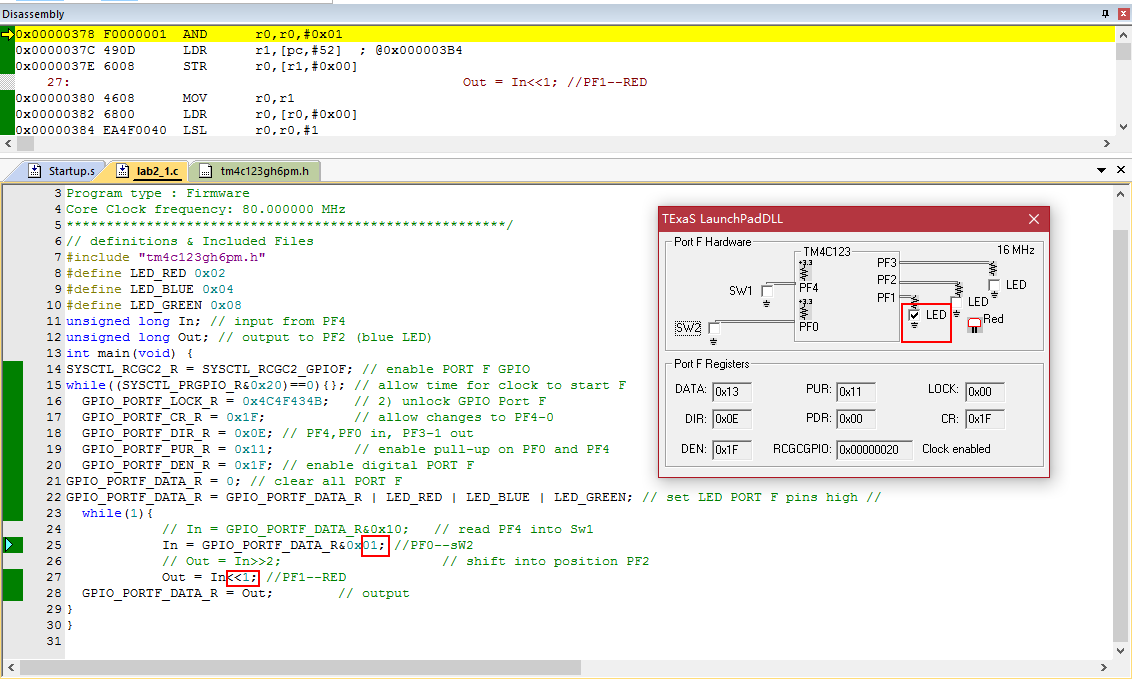 Disassembly
0x00000378 F0000001 AND r0,r0,#0x01
0x0000037C 490D LDR r1,[pc,#52] ; @0x000003B4
0x0000037E 6008 STR r0,[r1,#0x00]
27: Out = In<<1; //PF1--RED
0x00000380 4608 MOV r0,r1
0x00000382 6800 LDR r0,[r0,#0x00]
0x00000384 EA4F0040 LSL r0,r0,#1
Startup.s lab2_1.c tm4c123gh6pm.h
3 Program type : Firmware
4 Core Clock frequency: 80.000000 MHz
5 *******************************************************/
6 // definitions & Included Files
7 #include "tm4c123gh6pm.h"
8 #define LED_RED 0x02
9 #define LED_BLUE 0x04
10 #define LED_GREEN 0x08
11 unsigned long In; // input from PF4
12 unsigned long Out; // output to PF2 (blue LED)
13 int main(void) {
14 SYSCTL_RCGC2_R = SYSCTL_RCGC2_GPIOF; // enable PORT F GPIO
15 while((SYSCTL_PRGPIO_R&0x20)==0){}; // allow time for clock to start F
16 GPIO_PORTF_LOCK_R = 0x4C4F434B; // 2) unlock GPIO Port F
17 GPIO_PORTF_CR_R = 0x1F; // allow changes to PF4-0
18 GPIO_PORTF_DIR_R = 0x0E; // PF4,PF0 in, PF3-1 out
19 GPIO_PORTF_PUR_R = 0x11; // enable pull-up on PF0 and PF4
20 GPIO_PORTF_DEN_R = 0x1F; // enable digital PORT F
21 GPIO_PORTF_DATA_R = 0; // clear all PORT F
22 GPIO_PORTF_DATA_R = GPIO_PORTF_DATA_R | LED_RED | LED_BLUE | LED_GREEN; // set LED PORT F pins high //
23 while(1){
24 // In = GPIO_PORTF_DATA_R&0x10; // read PF4 into Sw1
25 In = GPIO_PORTF_DATA_R&0x01; //PF0--sW2
26 // Out = In>>2; // shift into position PF2
27 Out = In<<1; //PF1--RED
28 GPIO_PORTF_DATA_R = Out; // output
29 }
30 }
31
TExaS LaunchPadDLL
Port F Hardware
TM4C123
16 MHz
+3.3
PF3
PF2
PF1
PF4
+3.3
PF0
SW1
SW2
LED
LED
LED
Red
Port F Registers
DATA: 0x13 PUR: 0x11 LOCK: 0x00
DIR: 0x0E PDR: 0x00 CR: 0x1F
DEN: 0x1F RCGCGPIO: 0x00000020 Clock enabled